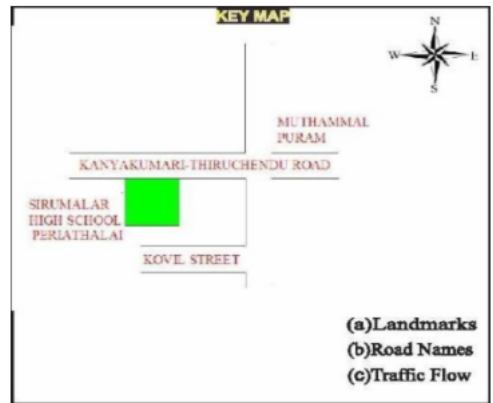 KEY MAP
N
W E
S
MUTHAMMAL
PURAM
KANYAKUMARI-THIRUCHENDU ROAD
SIRUMALAR
HIGH SCHOOL
PERIATHALAI
KOVIL STREET
(a)Landmarks
(b)Road Names
(c)Traffic Flow